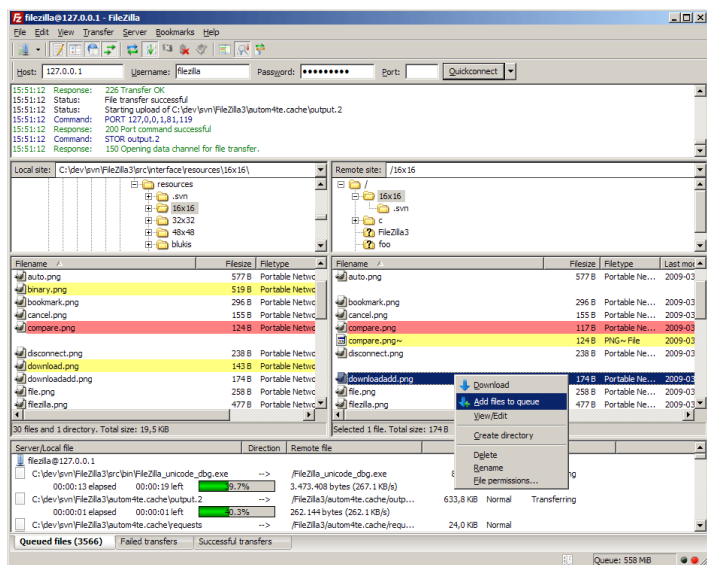 filezilla@127.0.0.1 - FileZilla
File Edit View Transfer Server Bookmarks Help
Host: 127.0.0.1 Username: filezilla Password: ●●●●●●●●● Port: Quickconnect
15:51:12 Response: 226 Transfer OK
15:51:12 Status: File transfer successful
15:51:12 Status: Starting upload of C:\dev\svn\FileZilla3\autom4te.cache\output.2
15:51:12 Command: PORT 127,0,0,1,81,119
15:51:12 Response: 200 Port command successful
15:51:12 Command: STOR output.2
15:51:12 Response: 150 Opening data channel for file transfer.
Local site: C:\dev\svn\FileZilla3\src\interface\resources\16x16\
resources
.svn
16x16
32x32
48x48
blukis
Remote site: /16x16
/
16x16
.svn
c
FileZilla3
foo
Filename Filesize Filetype
auto.png 577 B Portable Netwo
binary.png 519 B Portable Netwo
bookmark.png 296 B Portable Netwo
cancel.png 155 B Portable Netwo
compare.png 124 B Portable Netwo
disconnect.png 238 B Portable Netwo
download.png 143 B Portable Netwo
downloadadd.png 174 B Portable Netwo
file.png 258 B Portable Netwo
filezilla.png 477 B Portable Netwo
30 files and 1 directory. Total size: 19,5 KiB
Filename Filesize Filetype Last mod
auto.png 577 B Portable Ne... 2009-03
bookmark.png 296 B Portable Ne... 2009-03
cancel.png 155 B Portable Ne... 2009-03
compare.png 117 B Portable Ne... 2009-03
compare.png~ 124 B PNG~ File 2009-03
disconnect.png 238 B Portable Ne... 2009-03
downloadadd.png 174 B Portable Ne... 2009-03
file.png 258 B Portable Ne... 2009-03
filezilla.png 477 B Portable Ne... 2009-03
Selected 1 file. Total size: 174 B
Download
Add files to queue
View/Edit
Create directory
Delete
Rename
File permissions...
Server/Local file Direction Remote file
filezilla@127.0.0.1
C:\dev\svn\FileZilla3\src\bin\FileZilla_unicode_dbg.exe --> /FileZilla_unicode_dbg.exe
00:00:13 elapsed 00:00:19 left 39.7% 3.473.408 bytes (267.1 KB/s)
C:\dev\svn\FileZilla3\autom4te.cache\output.2 --> /FileZilla3/autom4te.cache/outp... 633,8 KiB Normal Transferring
00:00:01 elapsed 00:00:01 left 40.3% 262.144 bytes (262.1 KB/s)
C:\dev\svn\FileZilla3\autom4te.cache\requests --> /FileZilla3/autom4te.cache/requ... 24,0 KiB Normal
Queued files (3566) Failed transfers Successful transfers
Queue: 558 MiB